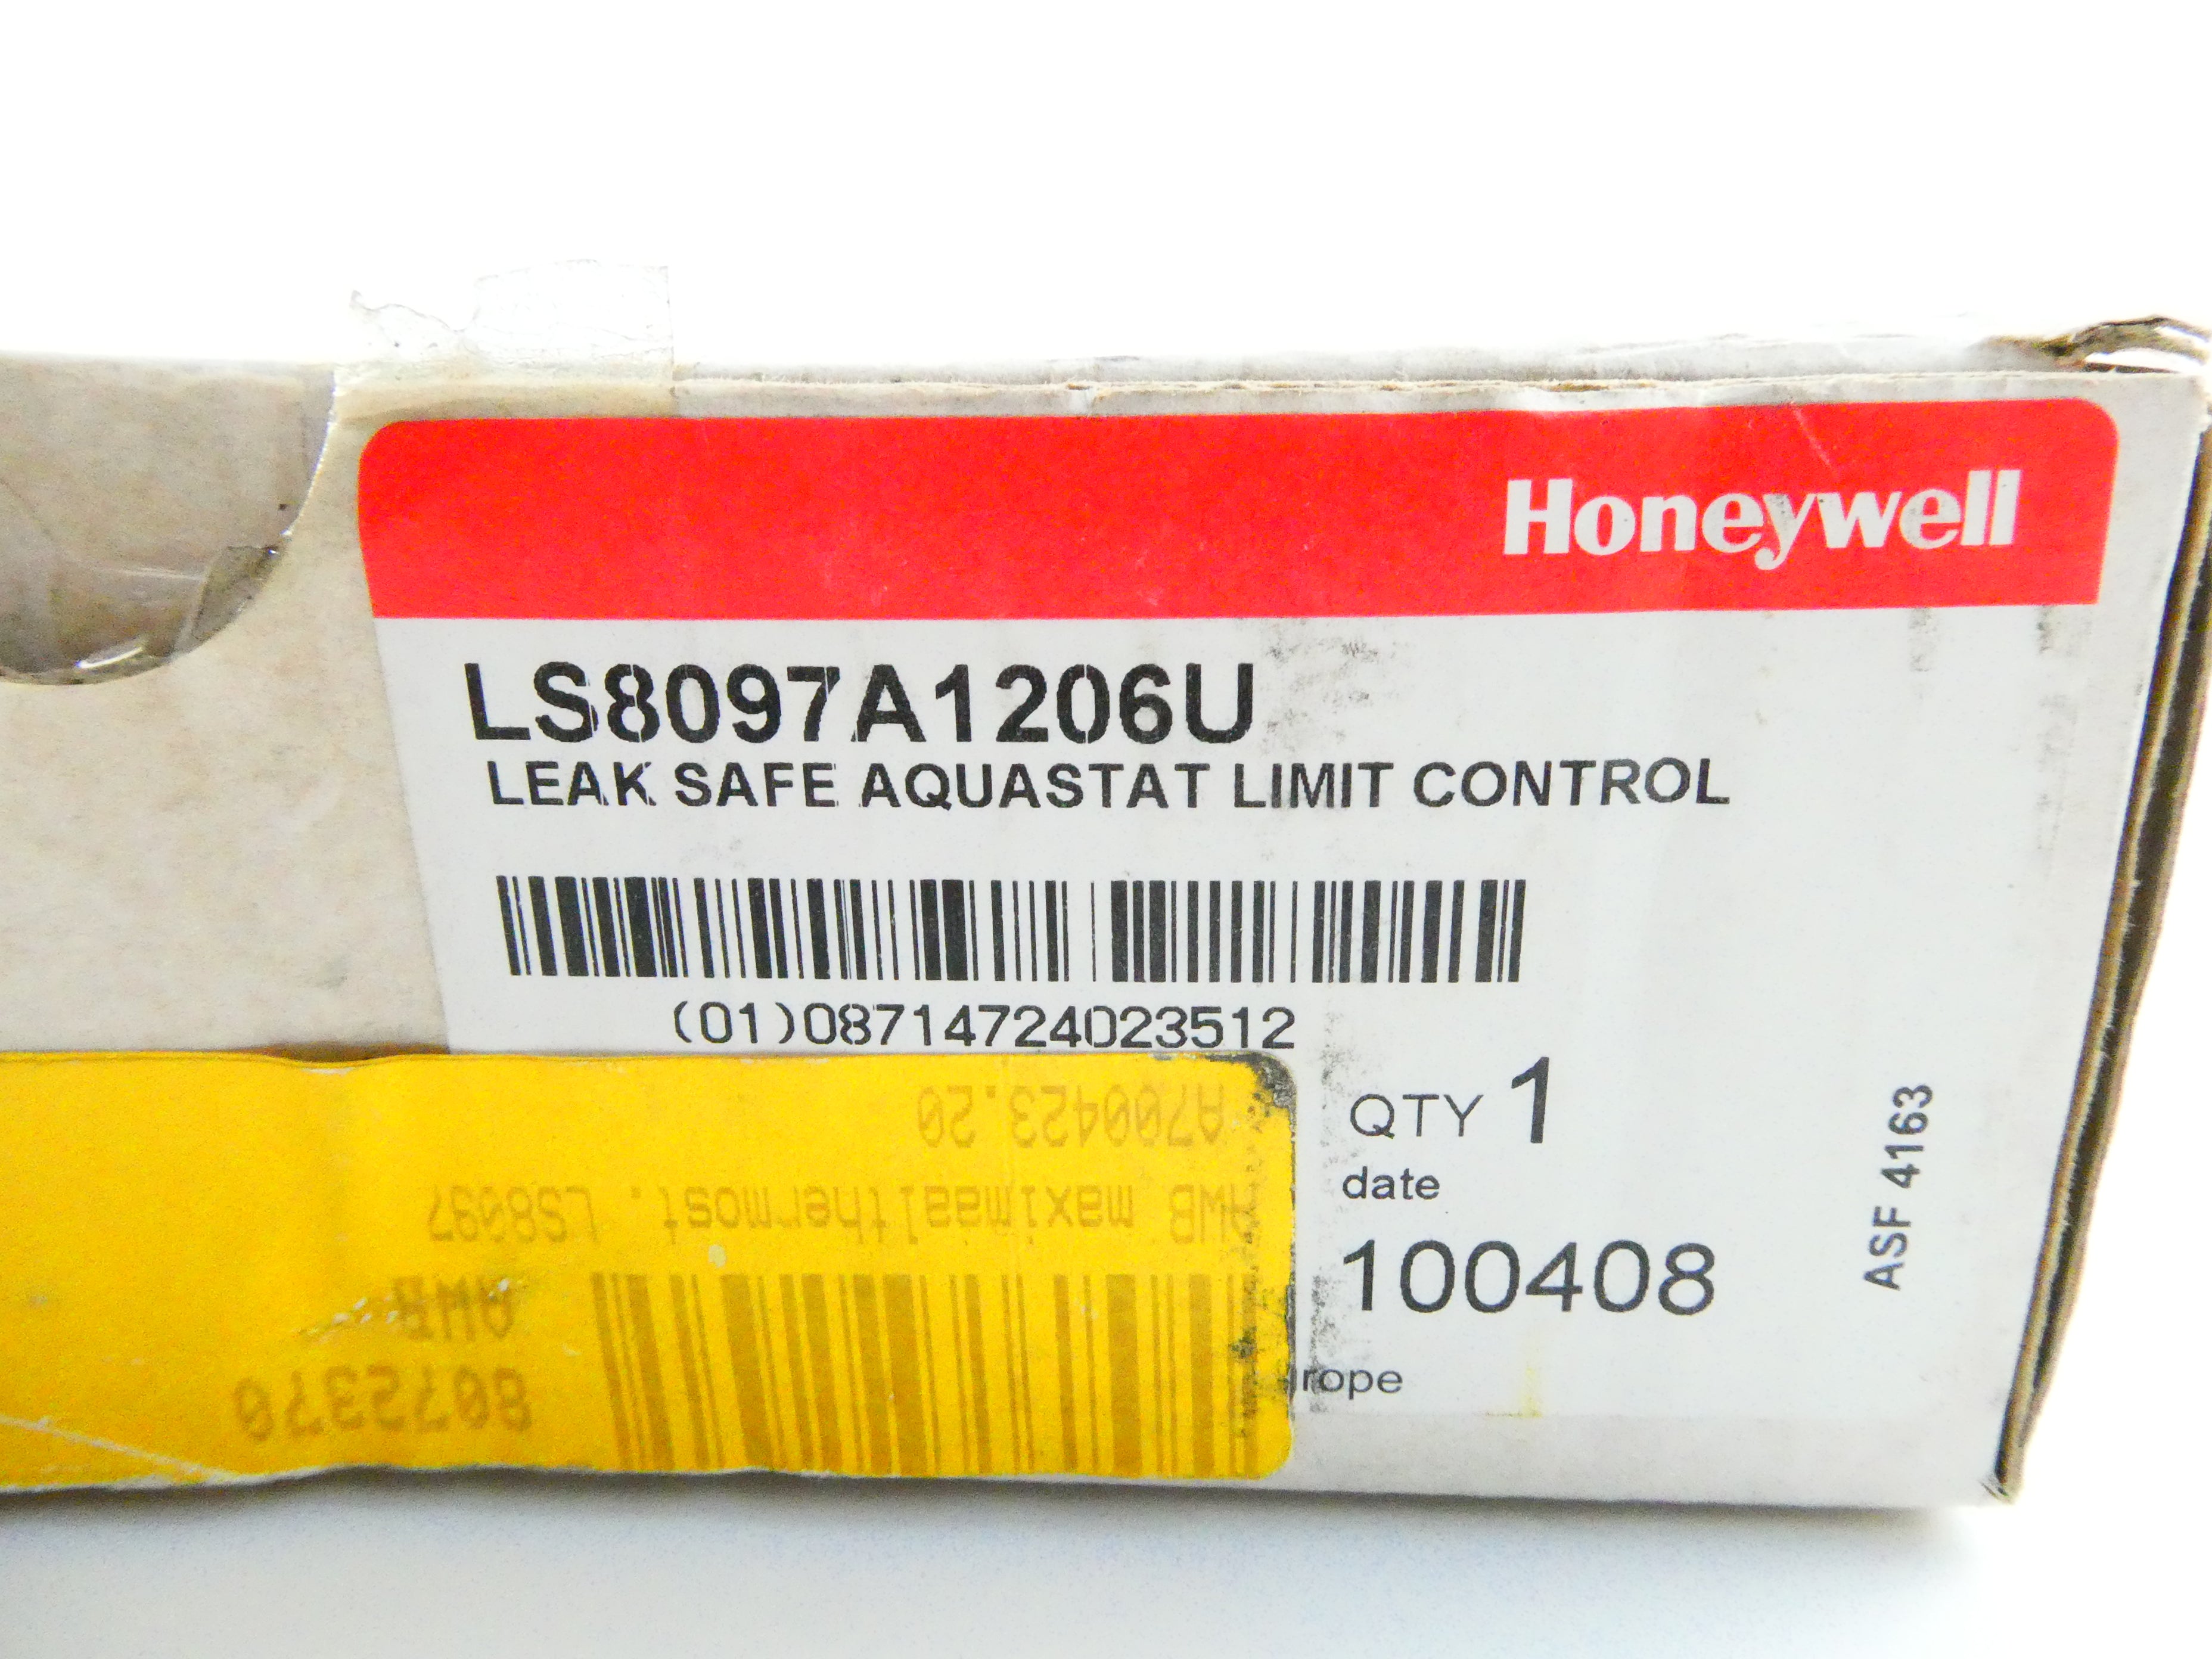 Honeywell
LS8097A1206U
LEAK SAFE AQUASTAT LIMIT CONTROL
(01)08714724023512
QTY 1
date
100408
rope
ASF 4163
A700423.20
AWB maximaalthermost. LS8097
AWB
8072370